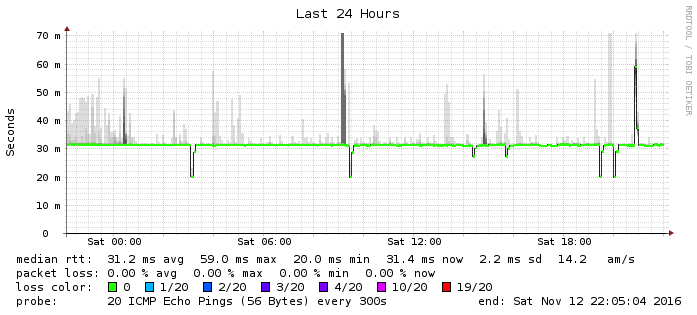 Last 24 Hours
RRDTOOL / TOBI OETIKER
Seconds
70 m
60 m
50 m
40 m
30 m
20 m
10 m
0
Sat 00:00 Sat 06:00 Sat 12:00 Sat 18:00
median rtt: 31.2 ms avg 59.0 ms max 20.0 ms min 31.4 ms now 2.2 ms sd 14.2 am/s
packet loss: 0.00 % avg 0.00 % max 0.00 % min 0.00 % now
loss color: 0 1/20 2/20 3/20 4/20 10/20 19/20
probe: 20 ICMP Echo Pings (56 Bytes) every 300s end: Sat Nov 12 22:05:04 2016